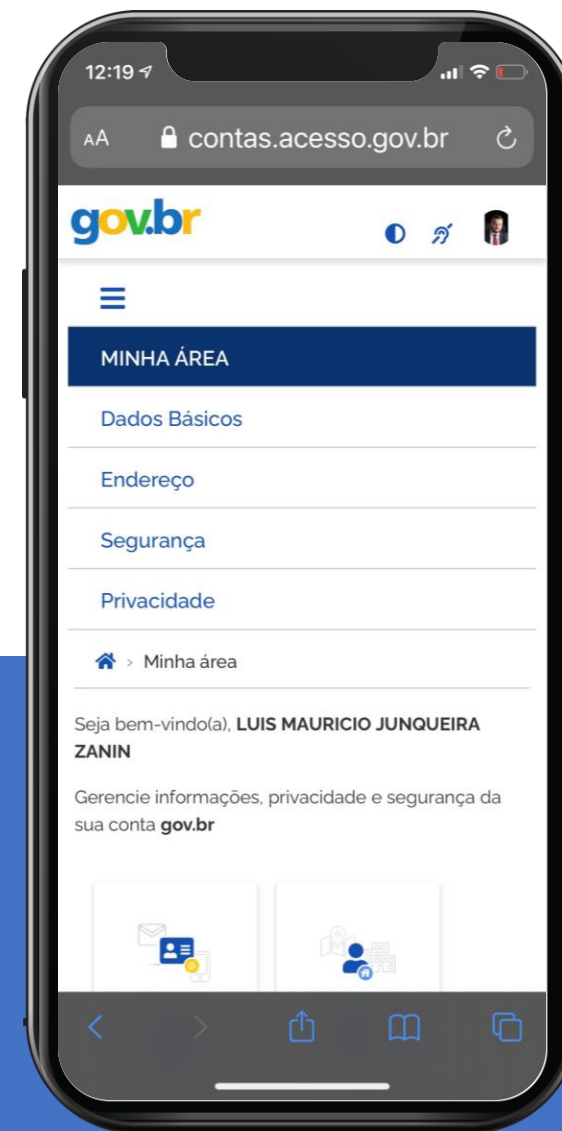 12:19
AA contas.acesso.gov.br
gov.br
MINHA ÁREA
Dados Básicos
Endereço
Segurança
Privacidade
Minha área
Seja bem-vindo(a), LUIS MAURICIO JUNQUEIRA
ZANIN
Gerencie informações, privacidade e segurança da
sua conta gov.br